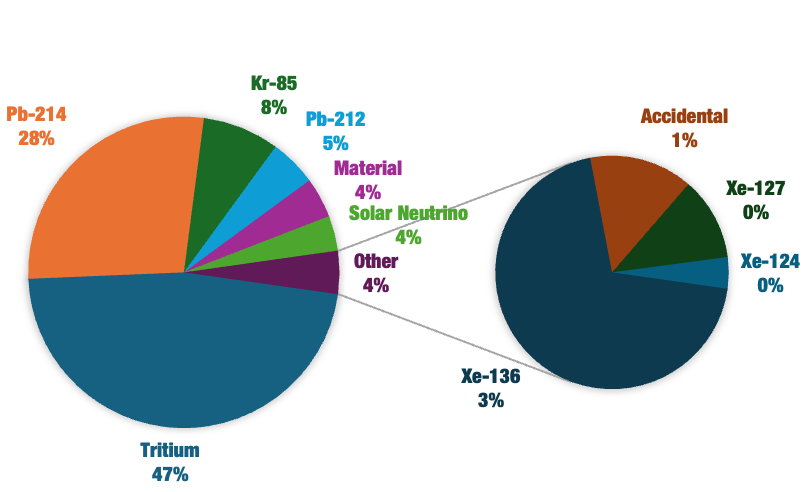 Kr-85
8%
Pb-214
28%
Pb-212
5%
Material
4%
Solar Neutrino
4%
Other
4%
Tritium
47%
Accidental
1%
Xe-127
0%
Xe-124
0%
Xe-136
3%